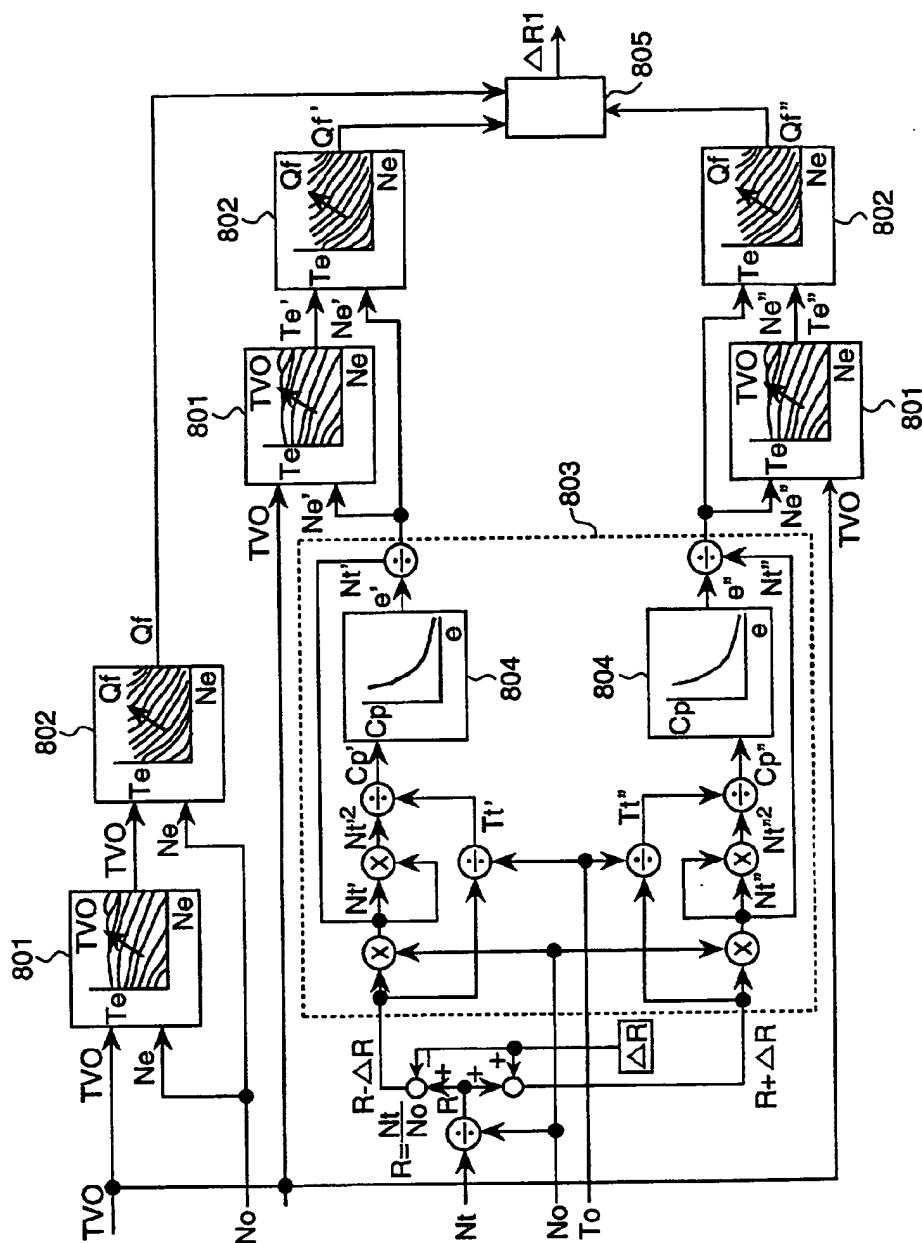 TVO
No
TVO
Ne
801
Te
TVO
Ne
TVO
Ne
802
Te
Qf
Ne
Qf
Nt
No
To
R=Nt/No
R
+
+
-
+
ΔR
R-ΔR
R+ΔR
803
×
Nt'
×
Nt'2
÷
Cp'
÷
Tt'
804
Cp
e
e'
Nt'
÷
×
Nt"
×
Nt"2
÷
Cp"
÷
Tt"
804
Cp
e
e"
Nt"
÷
÷
TVO
Ne'
801
Te
TVO
Ne
Te'
Ne'
802
Te
Qf
Ne
Qf'
TVO
Ne"
801
Te
TVO
Ne
Ne"
Te"
802
Te
Qf
Ne
Qf"
805
ΔR1